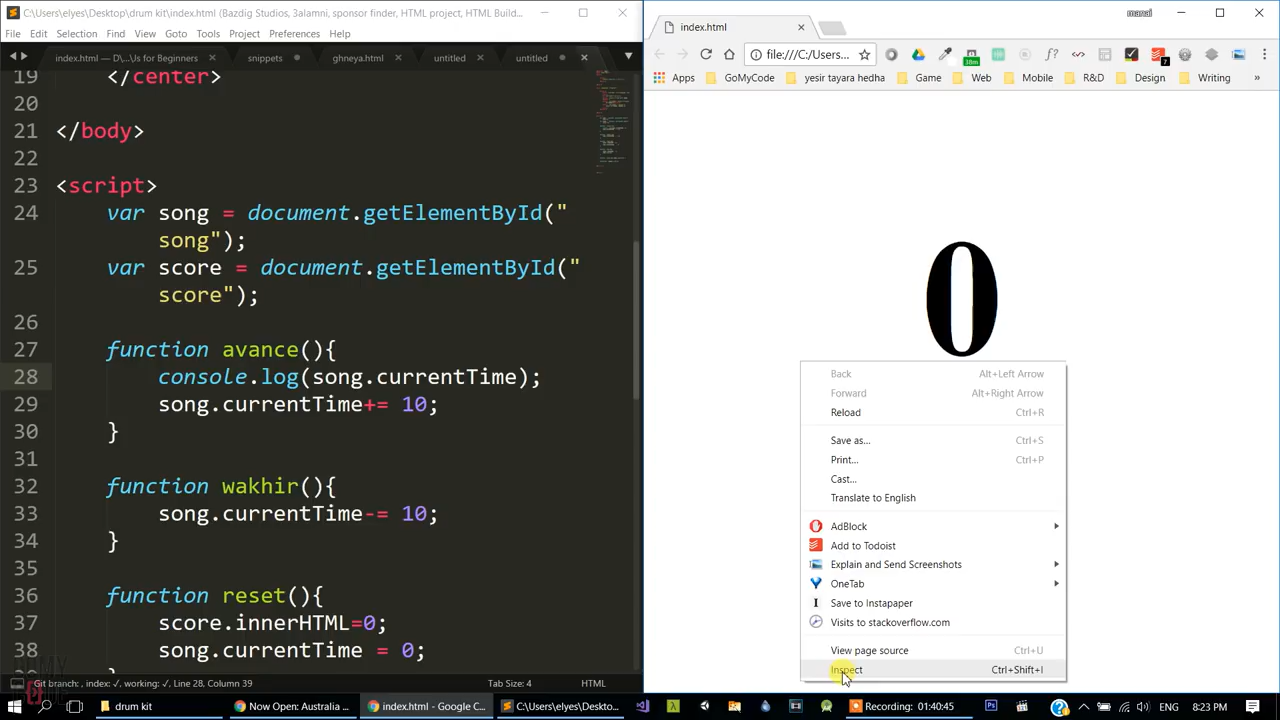 C:\Users\elyes\Desktop\drum kit\index.html (Bazdig Studios, 3alamni, sponsor finder, HTML project, HTML Build...
File Edit Selection Find View Goto Tools Project Preferences Help
index.html — D\...\Js for Beginners
snippets
ghneya.html
untitled
untitled
19 </center>
20
21 </body>
22
23 <script>
24 var song = document.getElementById("
song");
25 var score = document.getElementById("
score");
26
27 function avance(){
28 console.log(song.currentTime);
29 song.currentTime+= 10;
30 }
31
32 function wakhir(){
33 song.currentTime-= 10;
34 }
35
36 function reset(){
37 score.innerHTML=0;
38 song.currentTime = 0;
Git branch: , index: ✓, working: ✓, Line 28, Column 39
Tab Size: 4
HTML
manal
index.html
file:///C:/Users...
38m
7
Apps GoMyCode yesir tayara hedha Game Web Mobile R&D Design Writing
0
Back Alt+Left Arrow
Forward Alt+Right Arrow
Reload Ctrl+R
Save as... Ctrl+S
Print... Ctrl+P
Cast...
Translate to English
AdBlock
Add to Todoist
Explain and Send Screenshots
OneTab
Save to Instapaper
Visits to stackoverflow.com
View page source Ctrl+U
Inspect Ctrl+Shift+I
drum kit
Now Open: Australia ...
index.html - Google C...
C:\Users\elyes\Deskto...
Recording: 01:40:45
8:23 PM